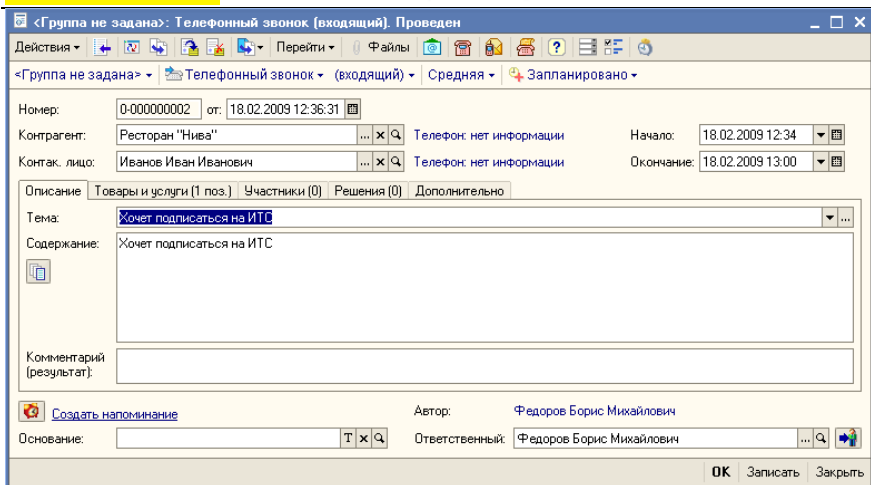 <Группа не задана>: Телефонный звонок (входящий). Проведен
Действия Перейти Файлы
<Группа не задана> Телефонный звонок (входящий) Средняя Запланировано
Номер: 0-000000002 от: 18.02.2009 12:36:31
Контрагент: Ресторан "Нива" ... Телефон: нет информации Начало: 18.02.2009 12:34
Контак. лицо: Иванов Иван Иванович ... Телефон: нет информации Окончание: 18.02.2009 13:00
Описание Товары и услуги (1 поз.) Участники (0) Решения (0) Дополнительно
Тема: Хочет подписаться на ИТС ...
Содержание: Хочет подписаться на ИТС
Комментарий
(результат):
Создать напоминание Автор: Федоров Борис Михайлович
Основание: T Ответственный: Федоров Борис Михайлович ...
OK Записать Закрыть